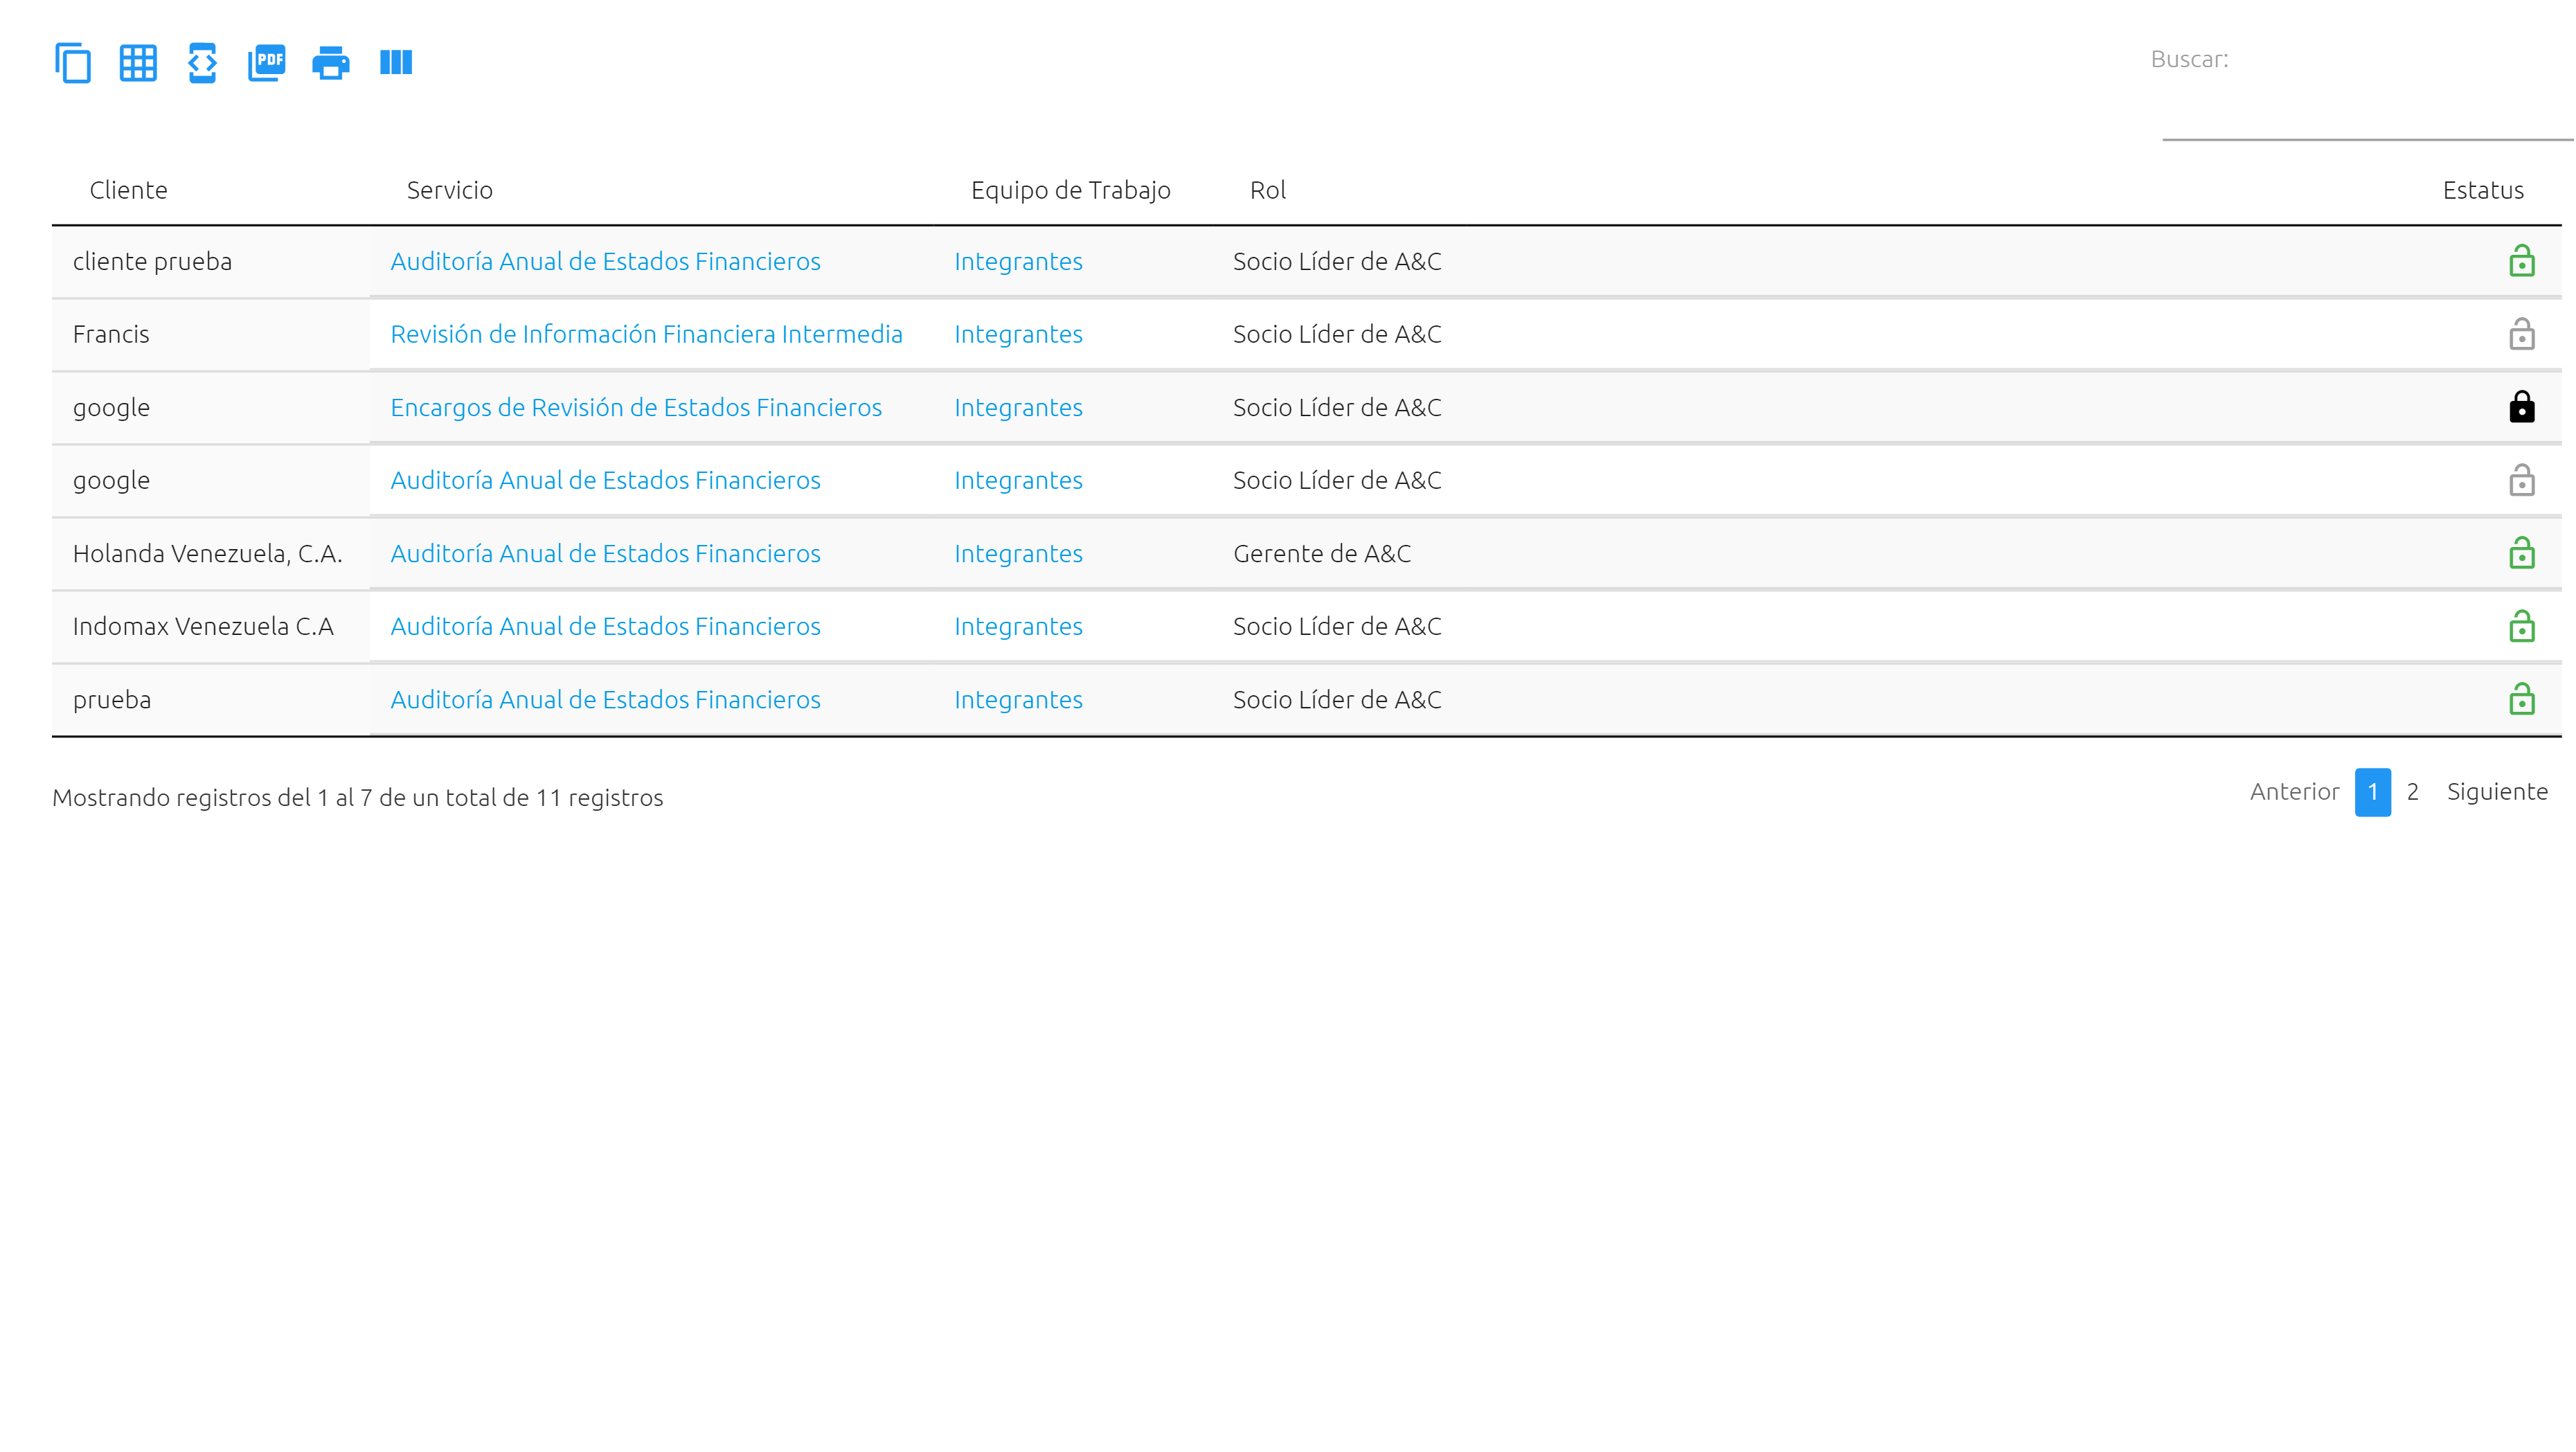 PDF
Buscar:
Cliente Servicio Equipo de Trabajo Rol Estatus
cliente prueba Auditoría Anual de Estados Financieros Integrantes Socio Líder de A&C
Francis Revisión de Información Financiera Intermedia Integrantes Socio Líder de A&C
google Encargos de Revisión de Estados Financieros Integrantes Socio Líder de A&C
google Auditoría Anual de Estados Financieros Integrantes Socio Líder de A&C
Holanda Venezuela, C.A. Auditoría Anual de Estados Financieros Integrantes Gerente de A&C
Indomax Venezuela C.A Auditoría Anual de Estados Financieros Integrantes Socio Líder de A&C
prueba Auditoría Anual de Estados Financieros Integrantes Socio Líder de A&C
Mostrando registros del 1 al 7 de un total de 11 registros
Anterior 1 2 Siguiente